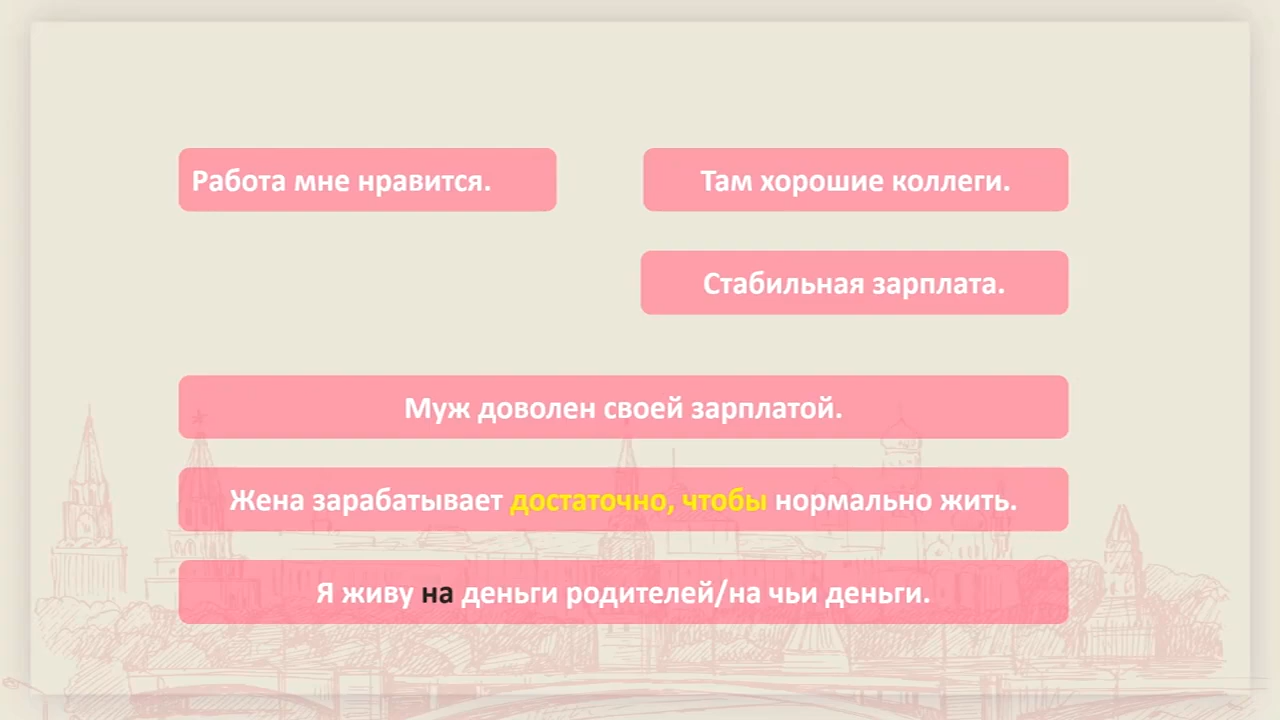 Работа мне нравится.
Там хорошие коллеги.
Стабильная зарплата.
Муж доволен своей зарплатой.
Жена зарабатывает достаточно, чтобы нормально жить.
Я живу на деньги родителей/на чьи деньги.